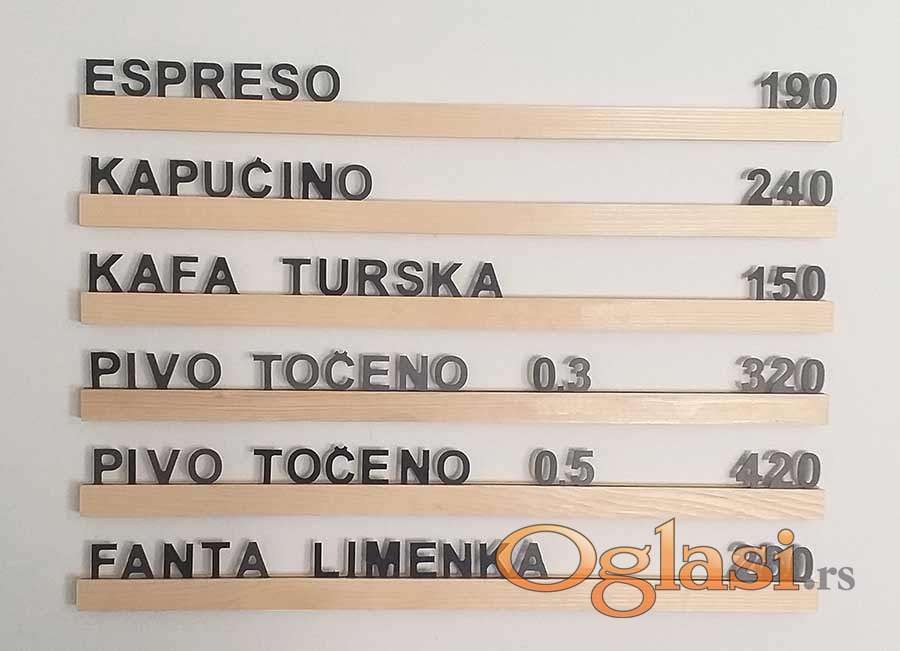 ESPRESO 190
KAPUĆINO 240
KAFA TURSKA 150
PIVO TOČENO 0.3 320
PIVO TOČENO 0.5 420
FANTA LIMENKA
Oglasi.rs